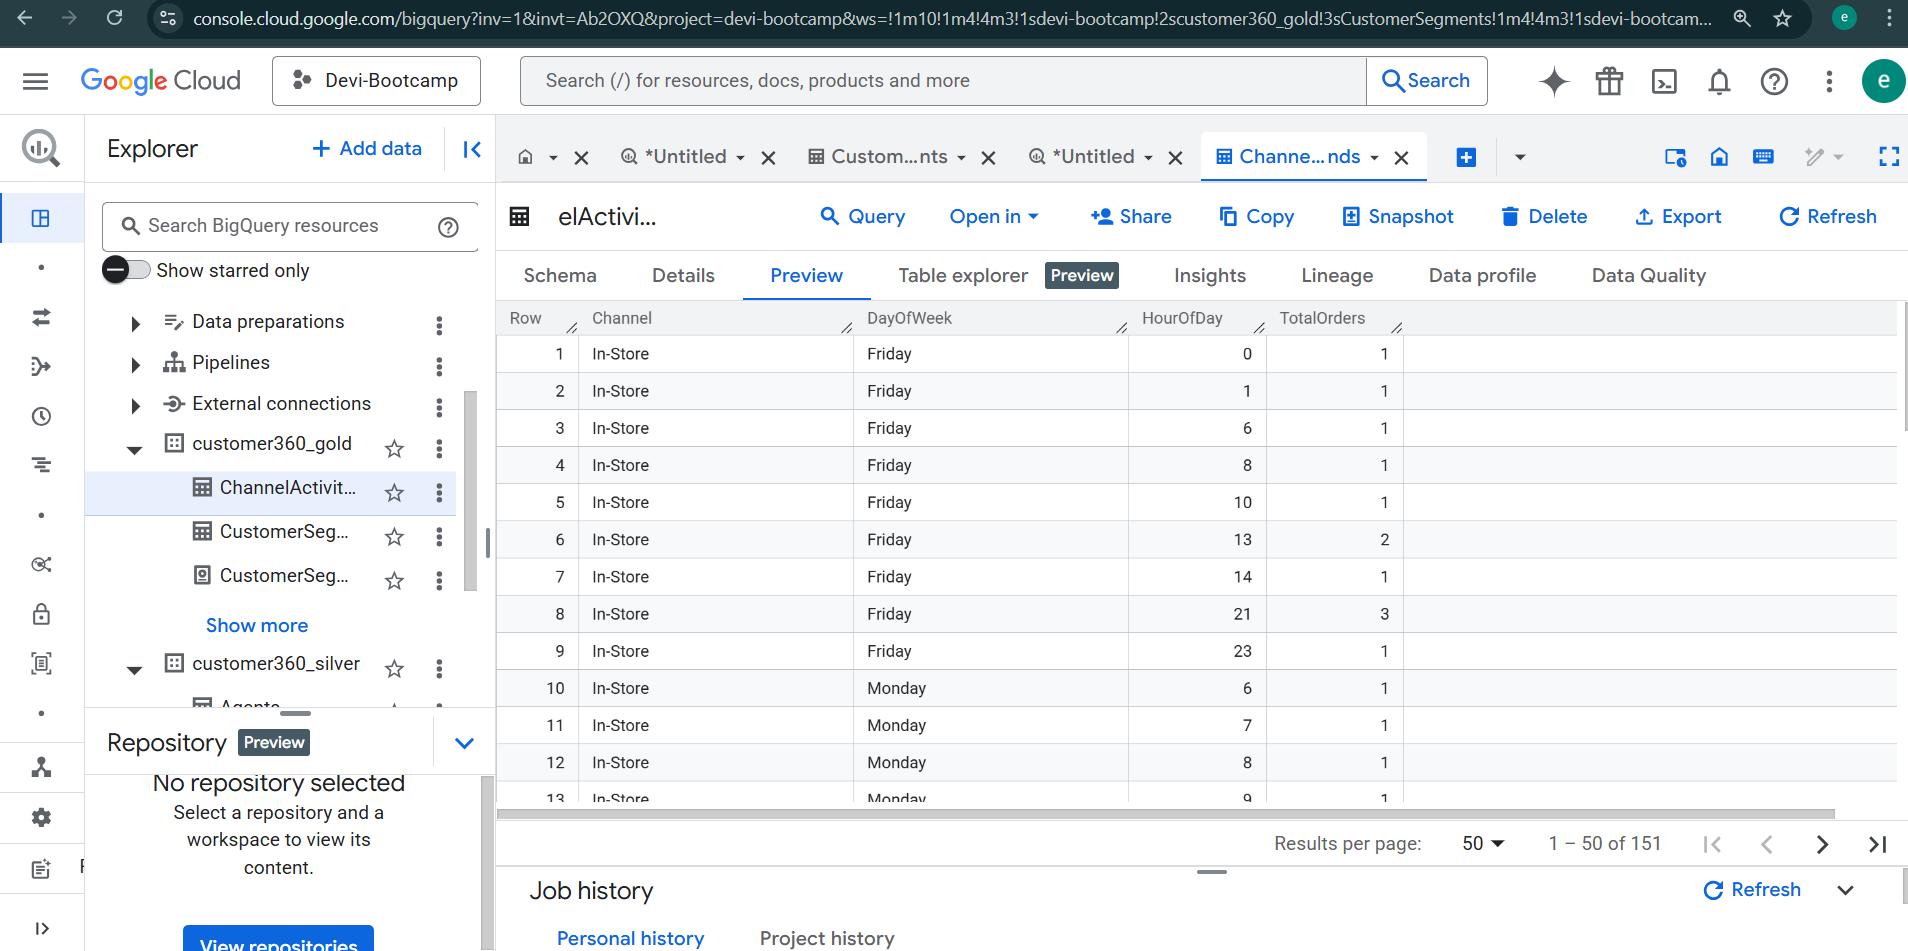 console.cloud.google.com/bigquery?inv=1&invt=Ab2OXQ&project=devi-bootcamp&ws=!1m10!1m4!4m3!1sdevi-bootcamp!2scustomer360_gold!3sCustomerSegments!1m4!4m3!1sdevi-bootcam...
e
Google Cloud
Devi-Bootcamp
Search (/) for resources, docs, products and more
Search
e
Explorer
+ Add data
*Untitled
Custom...nts
*Untitled
Channe...nds
Search BigQuery resources
Show starred only
Data preparations
Pipelines
External connections
customer360_gold
ChannelActivit...
CustomerSeg...
CustomerSeg...
Show more
customer360_silver
Agents
Repository Preview
No repository selected
Select a repository and a
workspace to view its
content.
View repositories
elActivi...
Query
Open in
Share
Copy
Snapshot
Delete
Export
Refresh
Schema Details Preview Table explorer Preview Insights Lineage Data profile Data Quality
Row Channel DayOfWeek HourOfDay TotalOrders
1 In-Store Friday 0 1
2 In-Store Friday 1 1
3 In-Store Friday 6 1
4 In-Store Friday 8 1
5 In-Store Friday 10 1
6 In-Store Friday 13 2
7 In-Store Friday 14 1
8 In-Store Friday 21 3
9 In-Store Friday 23 1
10 In-Store Monday 6 1
11 In-Store Monday 7 1
12 In-Store Monday 8 1
13 In-Store Monday 9 1
Results per page: 50 1 – 50 of 151
Job history
Refresh
Personal history Project history